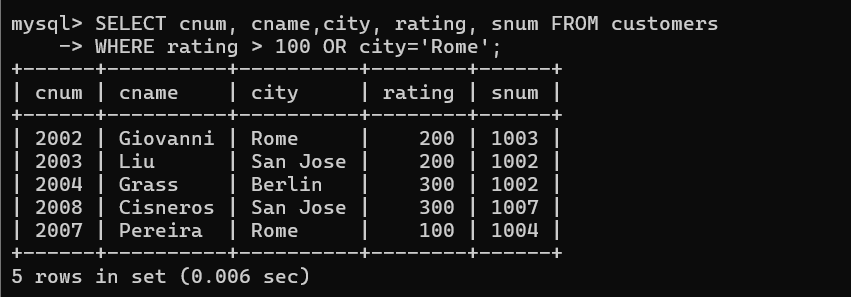 mysql> SELECT cnum, cname,city, rating, snum FROM customers
    -> WHERE rating > 100 OR city='Rome';
+------+----------+----------+--------+------+
| cnum | cname    | city     | rating | snum |
+------+----------+----------+--------+------+
| 2002 | Giovanni | Rome     |    200 | 1003 |
| 2003 | Liu      | San Jose |    200 | 1002 |
| 2004 | Grass    | Berlin   |    300 | 1002 |
| 2008 | Cisneros | San Jose |    300 | 1007 |
| 2007 | Pereira  | Rome     |    100 | 1004 |
+------+----------+----------+--------+------+
5 rows in set (0.006 sec)